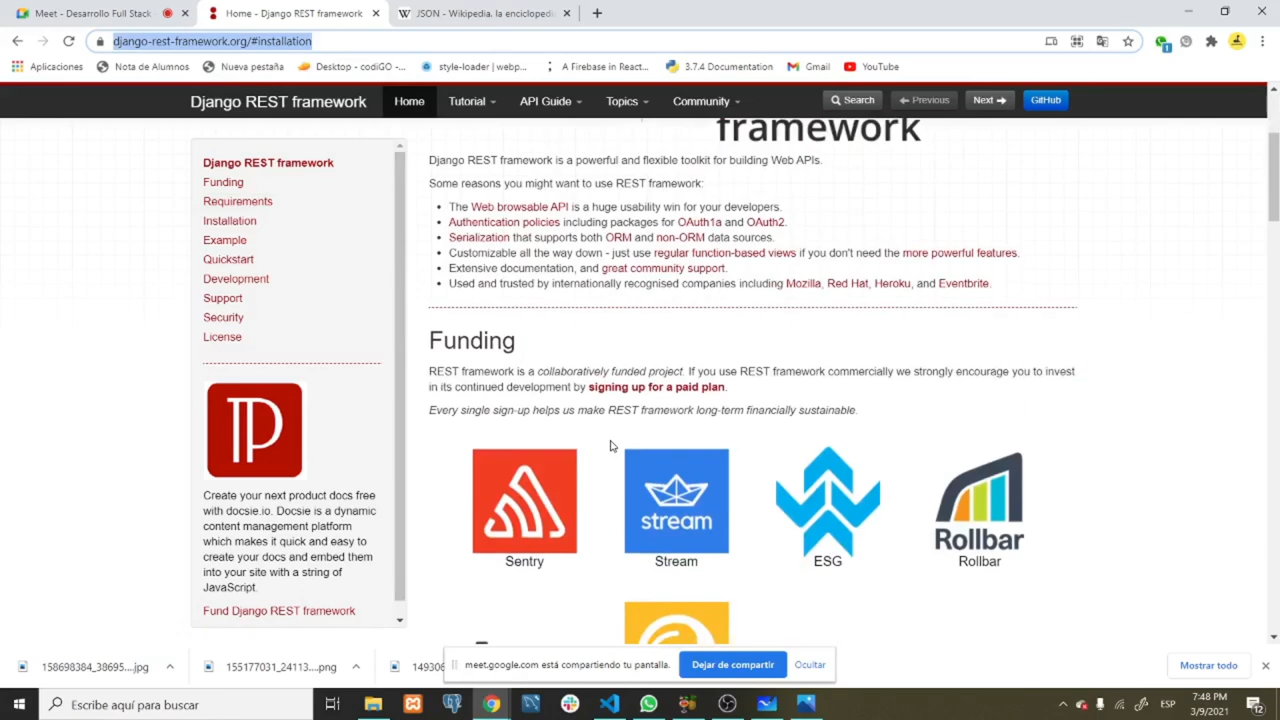 Meet - Desarrollo Full Stack
Home - Django REST framework
JSON - Wikipedia, la enciclopedi
django-rest-framework.org/#installation
Aplicaciones
Nota de Alumnos
Nueva pestaña
Desktop - codiGO -...
style-loader | webp...
A Firebase in React...
3.7.4 Documentation
Gmail
YouTube
Django REST framework
Home
Tutorial
API Guide
Topics
Community
Search
Previous
Next
GitHub
Django REST framework
Funding
Requirements
Installation
Example
Quickstart
Development
Support
Security
License
Create your next product docs free
with docsie.io. Docsie is a dynamic
content management platform
which makes it quick and easy to
create your docs and embed them
into your site with a string of
JavaScript.
Fund Django REST framework
framework
Django REST framework is a powerful and flexible toolkit for building Web APIs.
Some reasons you might want to use REST framework:
• The Web browsable API is a huge usability win for your developers.
• Authentication policies including packages for OAuth1a and OAuth2.
• Serialization that supports both ORM and non-ORM data sources.
• Customizable all the way down - just use regular function-based views if you don't need the more powerful features.
• Extensive documentation, and great community support.
• Used and trusted by internationally recognised companies including Mozilla, Red Hat, Heroku, and Eventbrite.
Funding
REST framework is a collaboratively funded project. If you use REST framework commercially we strongly encourage you to invest
in its continued development by signing up for a paid plan.
Every single sign-up helps us make REST framework long-term financially sustainable.
stream
Rollbar
Sentry
Stream
ESG
Rollbar
158698384_38695....jpg
155177031_24113....png
149306
meet.google.com está compartiendo tu pantalla.
Dejar de compartir
Ocultar
Mostrar todo
Escribe aquí para buscar
ESP
7:48 PM
3/9/2021
12